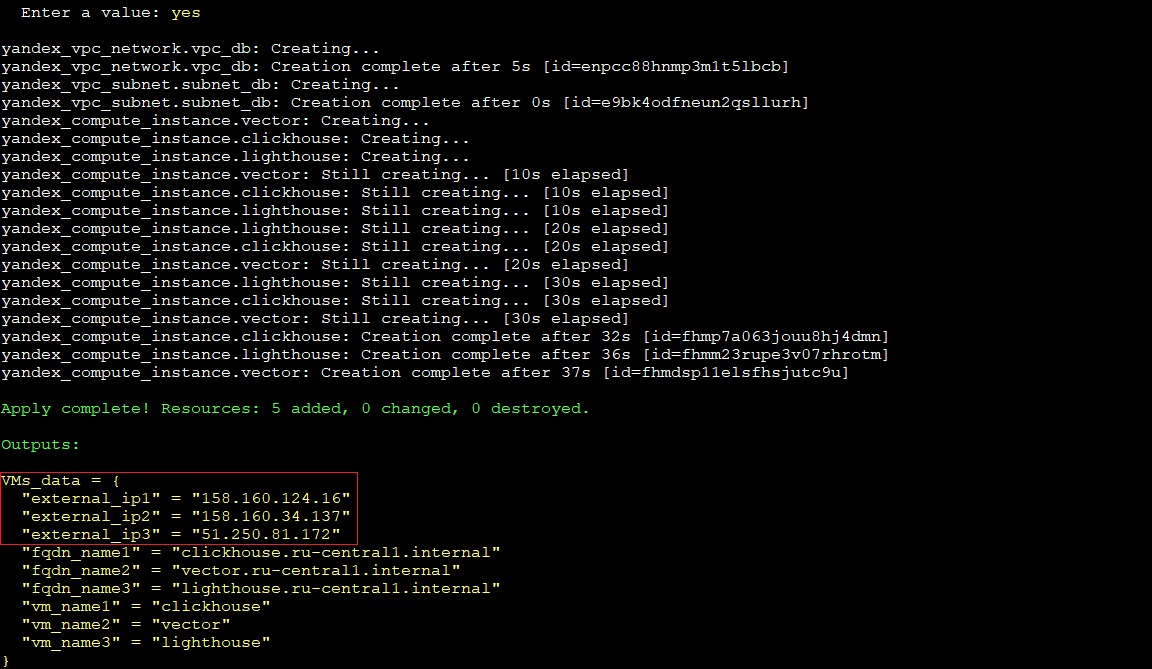 Enter a value: yes
yandex_vpc_network.vpc_db: Creating...
yandex_vpc_network.vpc_db: Creation complete after 5s [id=enpcc88hnmp3m1t5lbcb]
yandex_vpc_subnet.subnet_db: Creating...
yandex_vpc_subnet.subnet_db: Creation complete after 0s [id=e9bk4odfneun2qsllurh]
yandex_compute_instance.vector: Creating...
yandex_compute_instance.clickhouse: Creating...
yandex_compute_instance.lighthouse: Creating...
yandex_compute_instance.vector: Still creating... [10s elapsed]
yandex_compute_instance.clickhouse: Still creating... [10s elapsed]
yandex_compute_instance.lighthouse: Still creating... [10s elapsed]
yandex_compute_instance.lighthouse: Still creating... [20s elapsed]
yandex_compute_instance.clickhouse: Still creating... [20s elapsed]
yandex_compute_instance.vector: Still creating... [20s elapsed]
yandex_compute_instance.lighthouse: Still creating... [30s elapsed]
yandex_compute_instance.clickhouse: Still creating... [30s elapsed]
yandex_compute_instance.vector: Still creating... [30s elapsed]
yandex_compute_instance.clickhouse: Creation complete after 32s [id=fhmp7a063jouu8hj4dmn]
yandex_compute_instance.lighthouse: Creation complete after 36s [id=fhmm23rupe3v07rhrotm]
yandex_compute_instance.vector: Creation complete after 37s [id=fhmdsp11elsfhsjutc9u]
Apply complete! Resources: 5 added, 0 changed, 0 destroyed.
Outputs:
VMs_data = {
"external_ip1" = "158.160.124.16"
"external_ip2" = "158.160.34.137"
"external_ip3" = "51.250.81.172"
"fqdn_name1" = "clickhouse.ru-central1.internal"
"fqdn_name2" = "vector.ru-central1.internal"
"fqdn_name3" = "lighthouse.ru-central1.internal"
"vm_name1" = "clickhouse"
"vm_name2" = "vector"
"vm_name3" = "lighthouse"
}